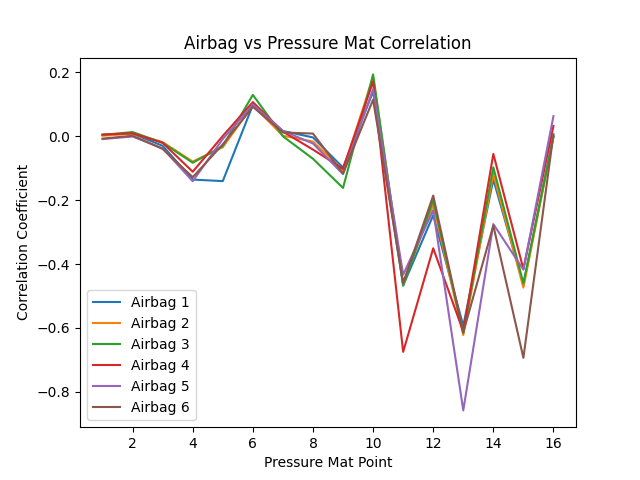 Airbag vs Pressure Mat Correlation
Correlation Coefficient
0.2
0.0
−0.2
−0.4
−0.6
−0.8
Airbag 1
Airbag 2
Airbag 3
Airbag 4
Airbag 5
Airbag 6
2 4 6 8 10 12 14 16
Pressure Mat Point